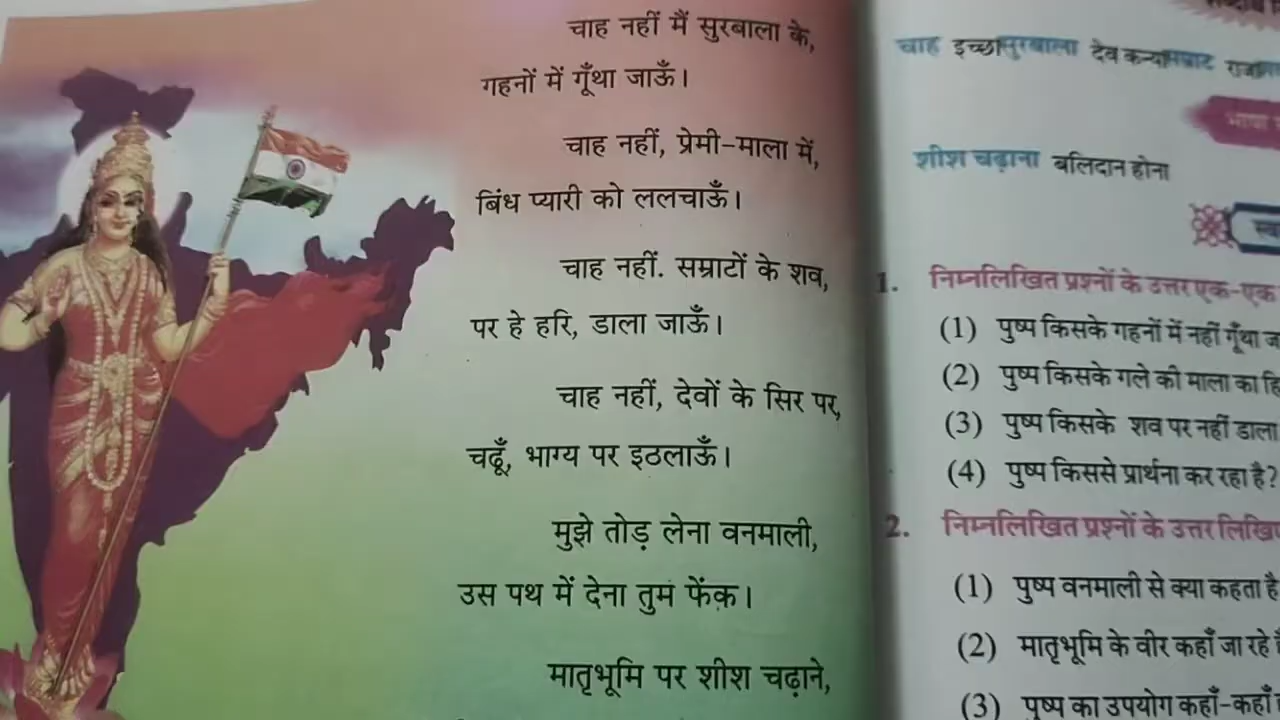 चाह नहीं मैं सुरबाला के,
गहनों में गूँथा जाऊँ।
चाह नहीं, प्रेमी-माला में,
बिंध प्यारी को ललचाऊँ।
चाह नहीं. सम्राटों के शव,
पर हे हरि, डाला जाऊँ।
चाह नहीं, देवों के सिर पर,
चढूँ, भाग्य पर इठलाऊँ।
मुझे तोड़ लेना वनमाली,
उस पथ में देना तुम फेंक।
मातृभूमि पर शीश चढ़ाने,
चाह इच्छा सुरबाला देव कन्या
शीश चढ़ाना बलिदान होना
1. निम्नलिखित प्रश्नों के उत्तर एक-एक
(1) पुष्प किसके गहनों में नहीं गूँथा
(2) पुष्प किसके गले की माला का
(3) पुष्प किसके शव पर नहीं डाला
(4) पुष्प किससे प्रार्थना कर रहा है?
2. निम्नलिखित प्रश्नों के उत्तर
(1) पुष्प वनमाली से क्या कहता है
(2) मातृभूमि के वीर कहाँ जा रहे
(3) पुष्प का उपयोग कहाँ-कहाँ